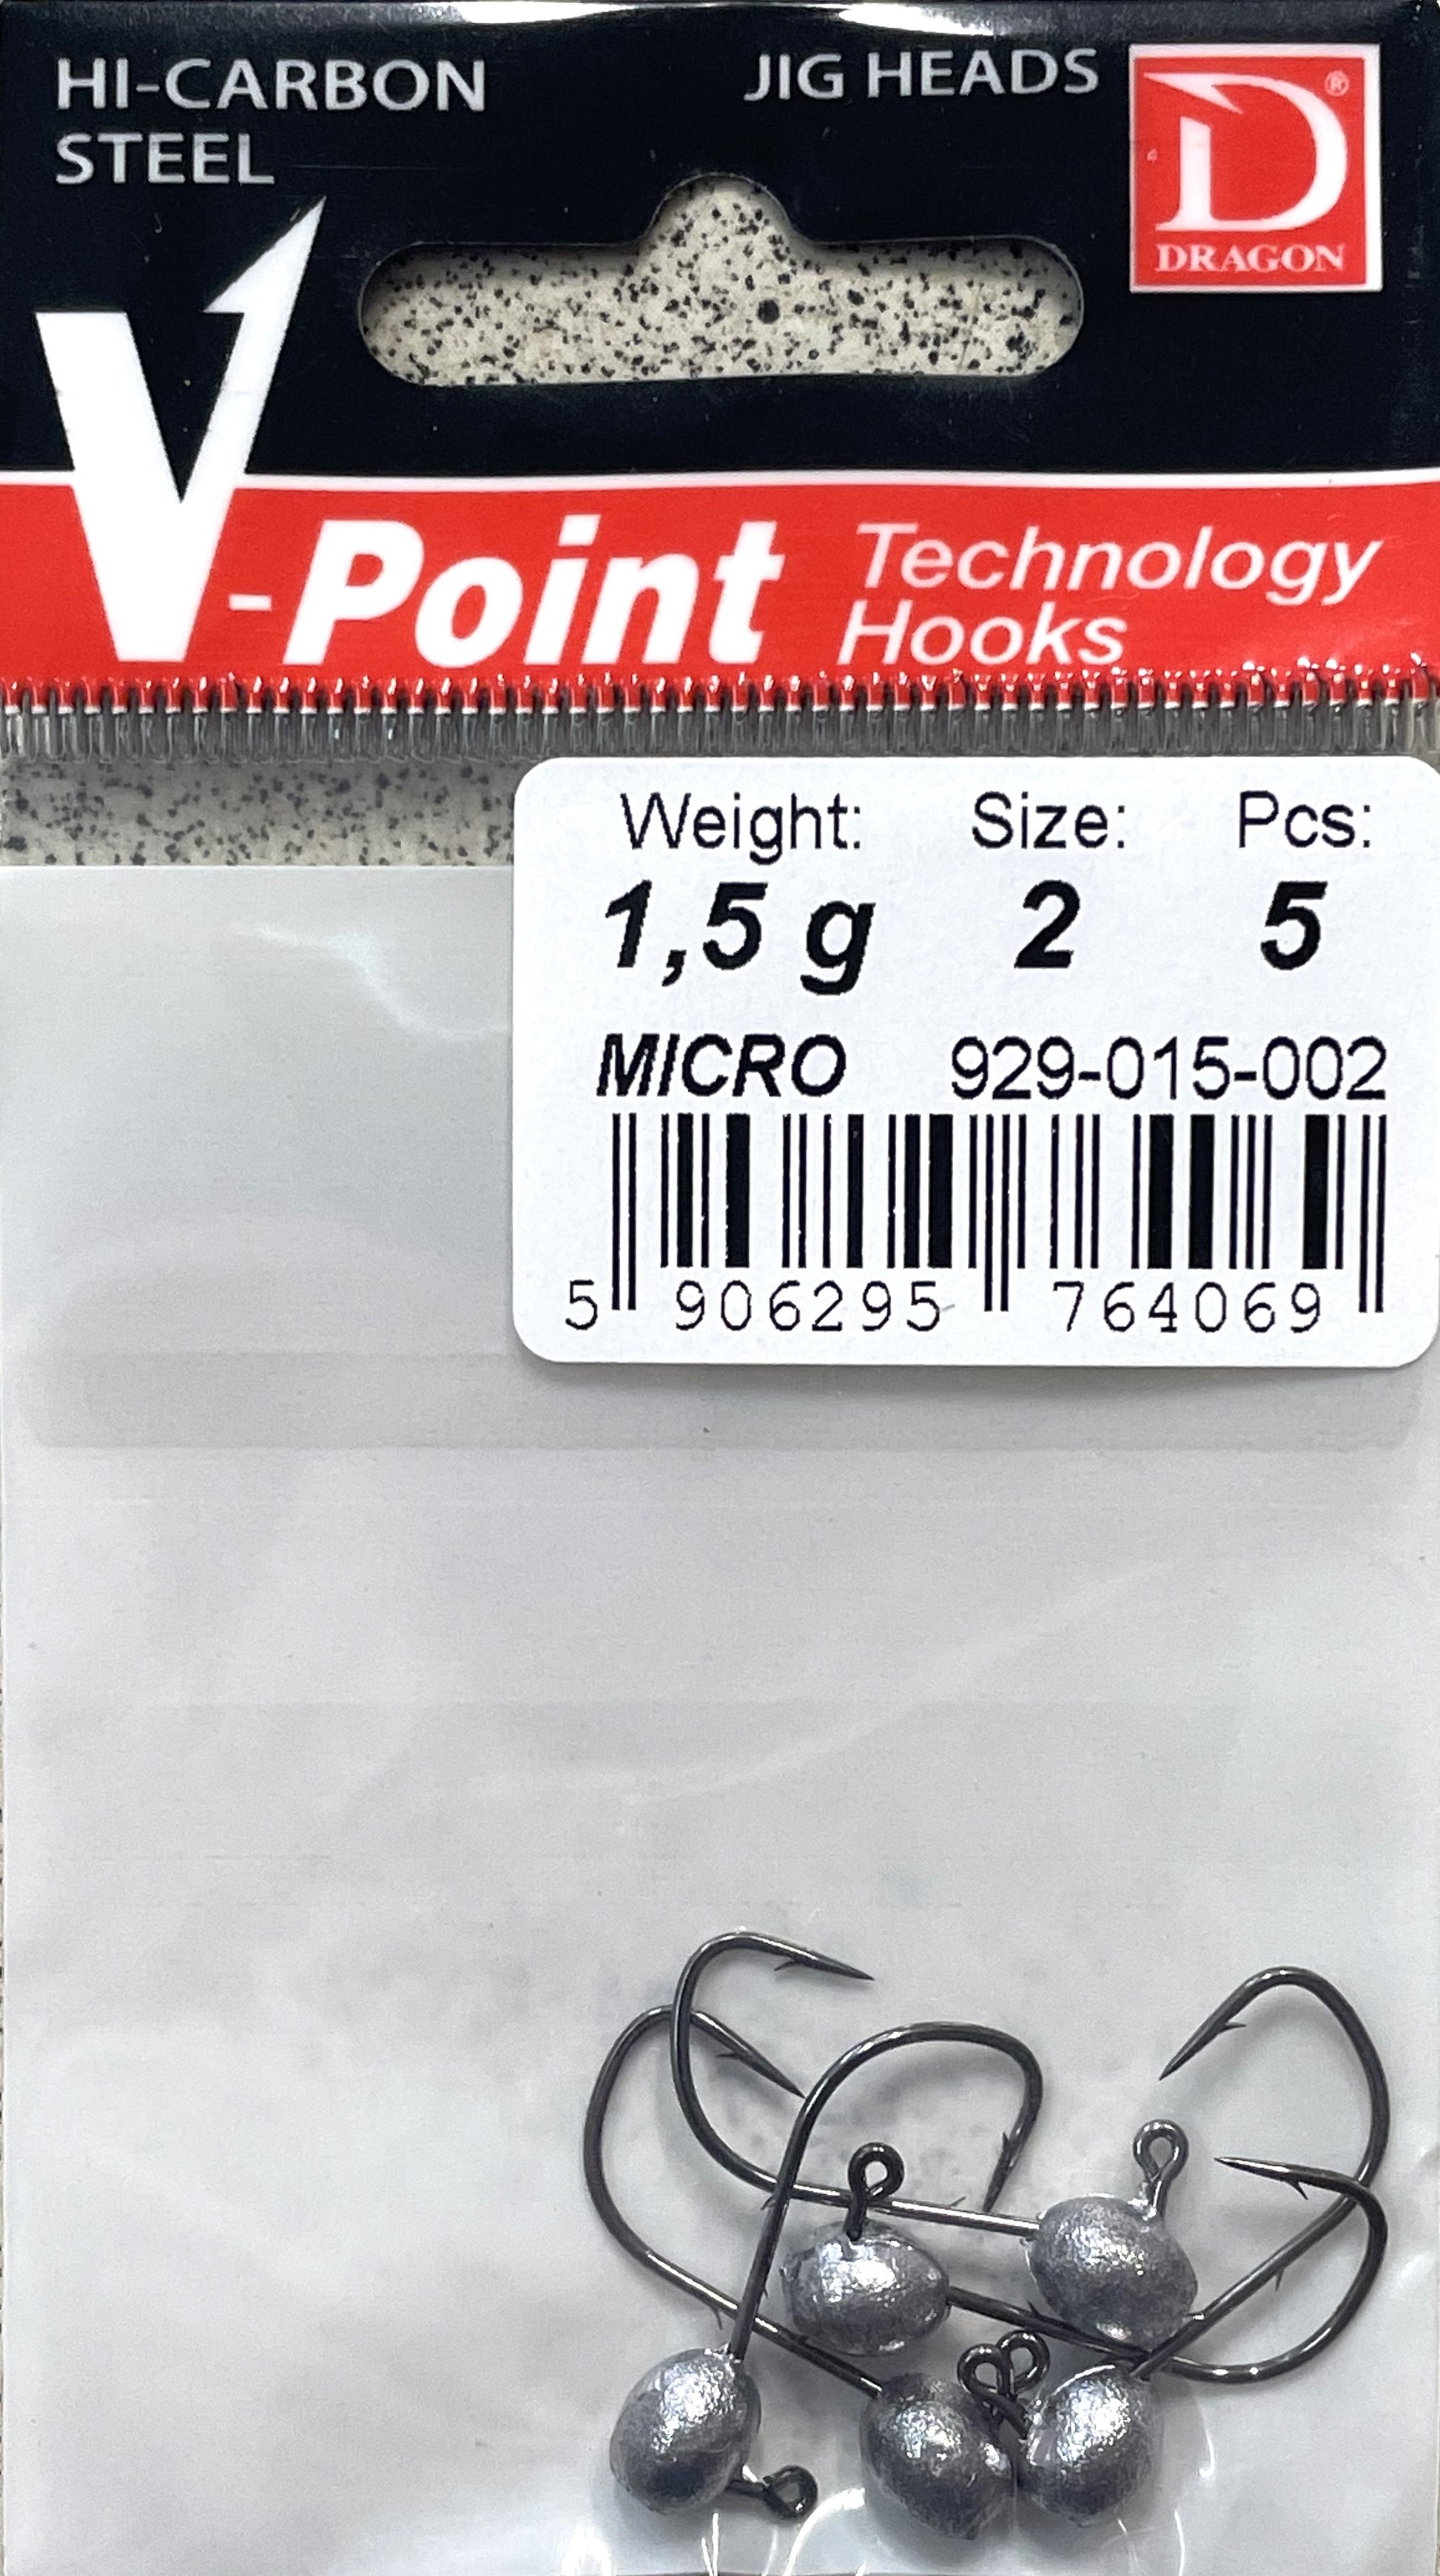 HI-CARBON
STEEL
JIG HEADS
D®
DRAGON
V-Point
Technology
Hooks
Weight: Size: Pcs:
1,5 g 2 5
MICRO 929-015-002
5 906295 764069